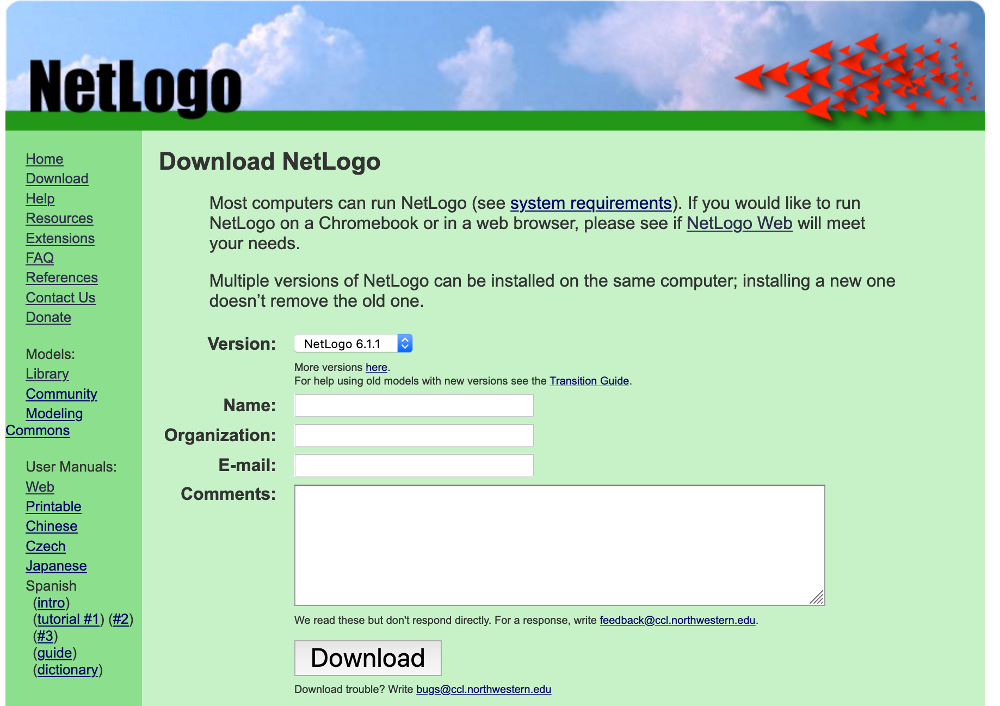 NetLogo
Home
Download
Help
Resources
Extensions
FAQ
References
Contact Us
Donate
Models:
Library
Community
Modeling
Commons
User Manuals:
Web
Printable
Chinese
Czech
Japanese
Spanish
(intro)
(tutorial #1) (#2)
(#3)
(guide)
(dictionary)
Download NetLogo
Most computers can run NetLogo (see system requirements). If you would like to run
NetLogo on a Chromebook or in a web browser, please see if NetLogo Web will meet
your needs.
Multiple versions of NetLogo can be installed on the same computer; installing a new one
doesn’t remove the old one.
Version: NetLogo 6.1.1
More versions here.
For help using old models with new versions see the Transition Guide.
Name:
Organization:
E-mail:
Comments:
We read these but don't respond directly. For a response, write feedback@ccl.northwestern.edu.
Download
Download trouble? Write bugs@ccl.northwestern.edu